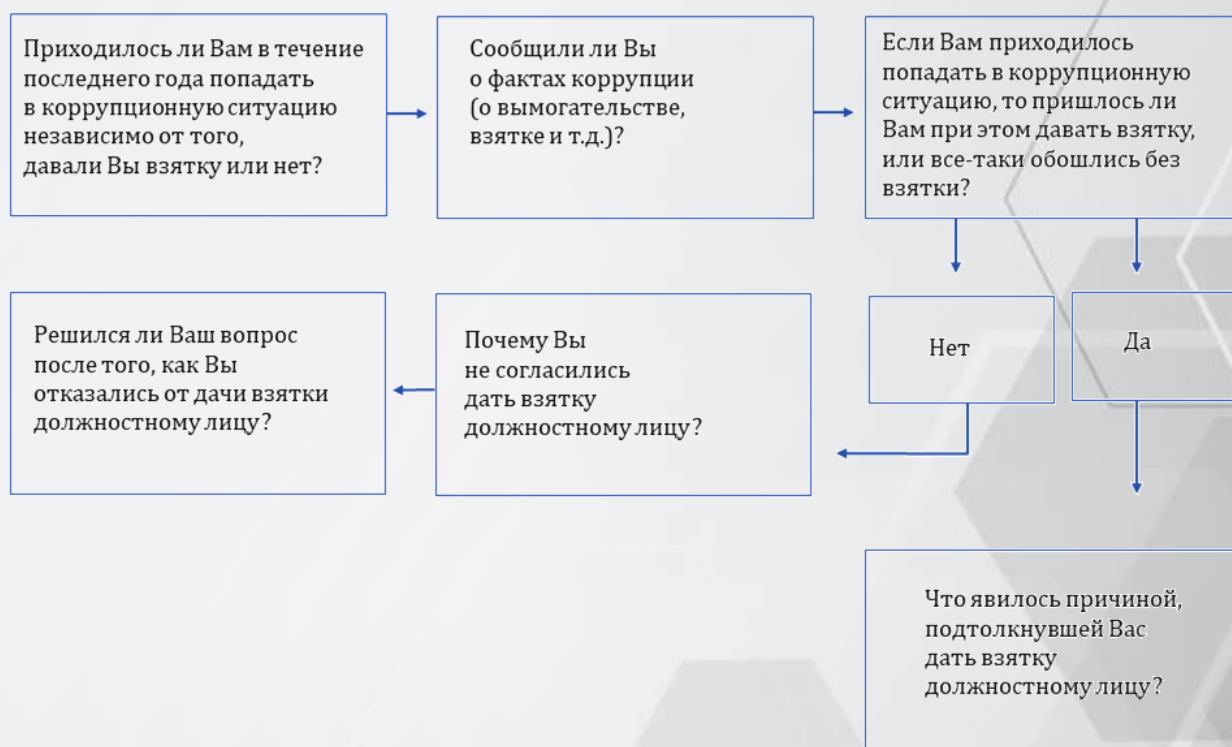 Приходилось ли Вам в течение
последнего года попадать
в коррупционную ситуацию
независимо от того,
давали Вы взятку или нет?
Сообщили ли Вы
о фактах коррупции
(о вымогательстве,
взятке и т.д.)?
Если Вам приходилось
попадать в коррупционную
ситуацию, то пришлось ли
Вам при этом давать взятку,
или все-таки обошлись без
взятки?
Нет
Да
Почему Вы
не согласились
дать взятку
должностному лицу?
Решился ли Ваш вопрос
после того, как Вы
отказались от дачи взятки
должностному лицу?
Что явилось причиной,
подтолкнувшей Вас
дать взятку
должностному лицу?